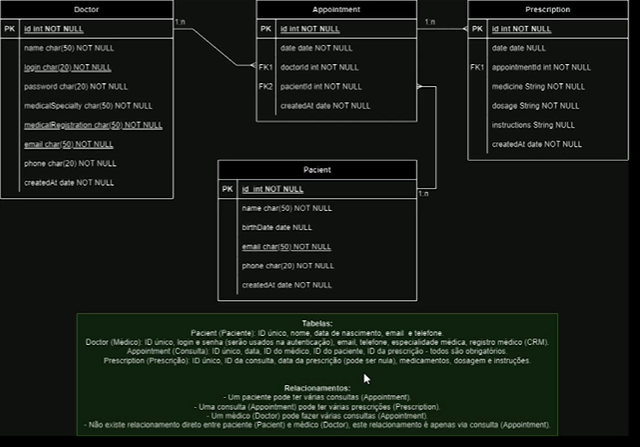 Doctor
PK id int NOT NULL
name char(50) NOT NULL
login char(20) NOT NULL
password char(20) NOT NULL
medicalSpecialty char(50) NOT NULL
medicalRegistration char(50) NOT NULL
email char(50) NOT NULL
phone char(20) NOT NULL
createdAt date NOT NULL
1:n
Appointment
PK id int NOT NULL
date date NOT NULL
FK1 doctorId int NOT NULL
FK2 pacientId int NOT NULL
createdAt date NOT NULL
1:n
Prescription
PK id int NOT NULL
date date NULL
FK1 appointmentId int NOT NULL
medicine String NOT NULL
dosage String NOT NULL
instructions String NULL
createdAt date NOT NULL
Pacient
PK id int NOT NULL
name char(50) NOT NULL
birthDate date NULL
email char(50) NOT NULL
phone char(20) NOT NULL
createdAt date NOT NULL
1:n
Tabelas:
Pacient (Paciente): ID único, nome, data de nascimento, email e telefone.
Doctor (Médico): ID único, login e senha (serão usados na autenticação), email, telefone, especialidade médica, registro médico (CRM).
Appointment (Consulta): ID único, data, ID do médico, ID do paciente, ID da prescrição - todos são obrigatórios.
Prescription (Prescrição): ID único, ID da consulta, data da prescrição (pode ser nula), medicamentos, dosagem e instruções.
Relacionamentos:
- Um paciente pode ter várias consultas (Appointment).
- Uma consulta (Appointment) pode ter várias prescrições (Prescription).
- Um médico (Doctor) pode fazer várias consultas (Appointment).
- Não existe relacionamento direto entre paciente (Pacient) e médico (Doctor), este relacionamento é apenas via consulta (Appointment).